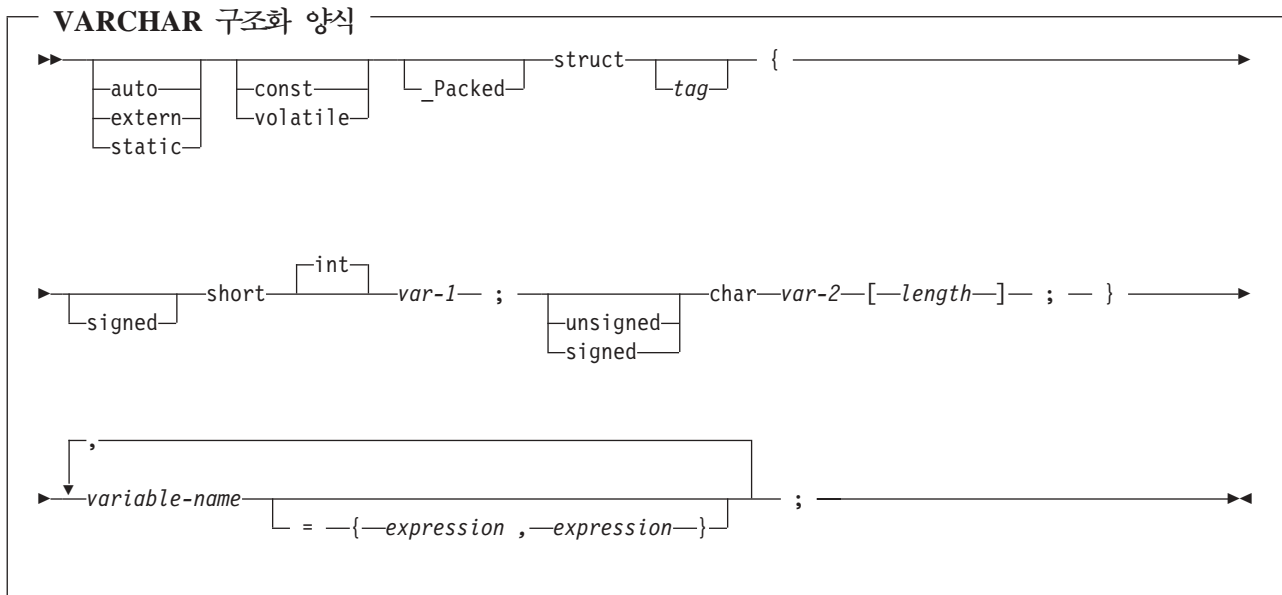 VARCHAR 구조화 양식
struct {
auto const _Packed tag
extern volatile
static
int
short var-1 ; char var-2 [ length ] ; }
signed unsigned
signed
,
variable-name ;
= { expression , expression }